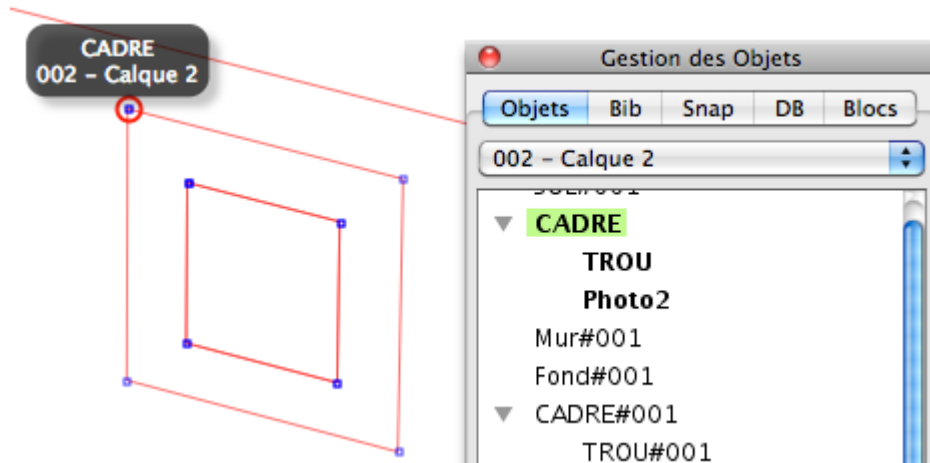 CADRE
002 - Calque 2
Gestion des Objets
Objets Bib Snap DB Blocs
002 - Calque 2
CADRE
TROU
Photo2
Mur#001
Fond#001
CADRE#001
TROU#001